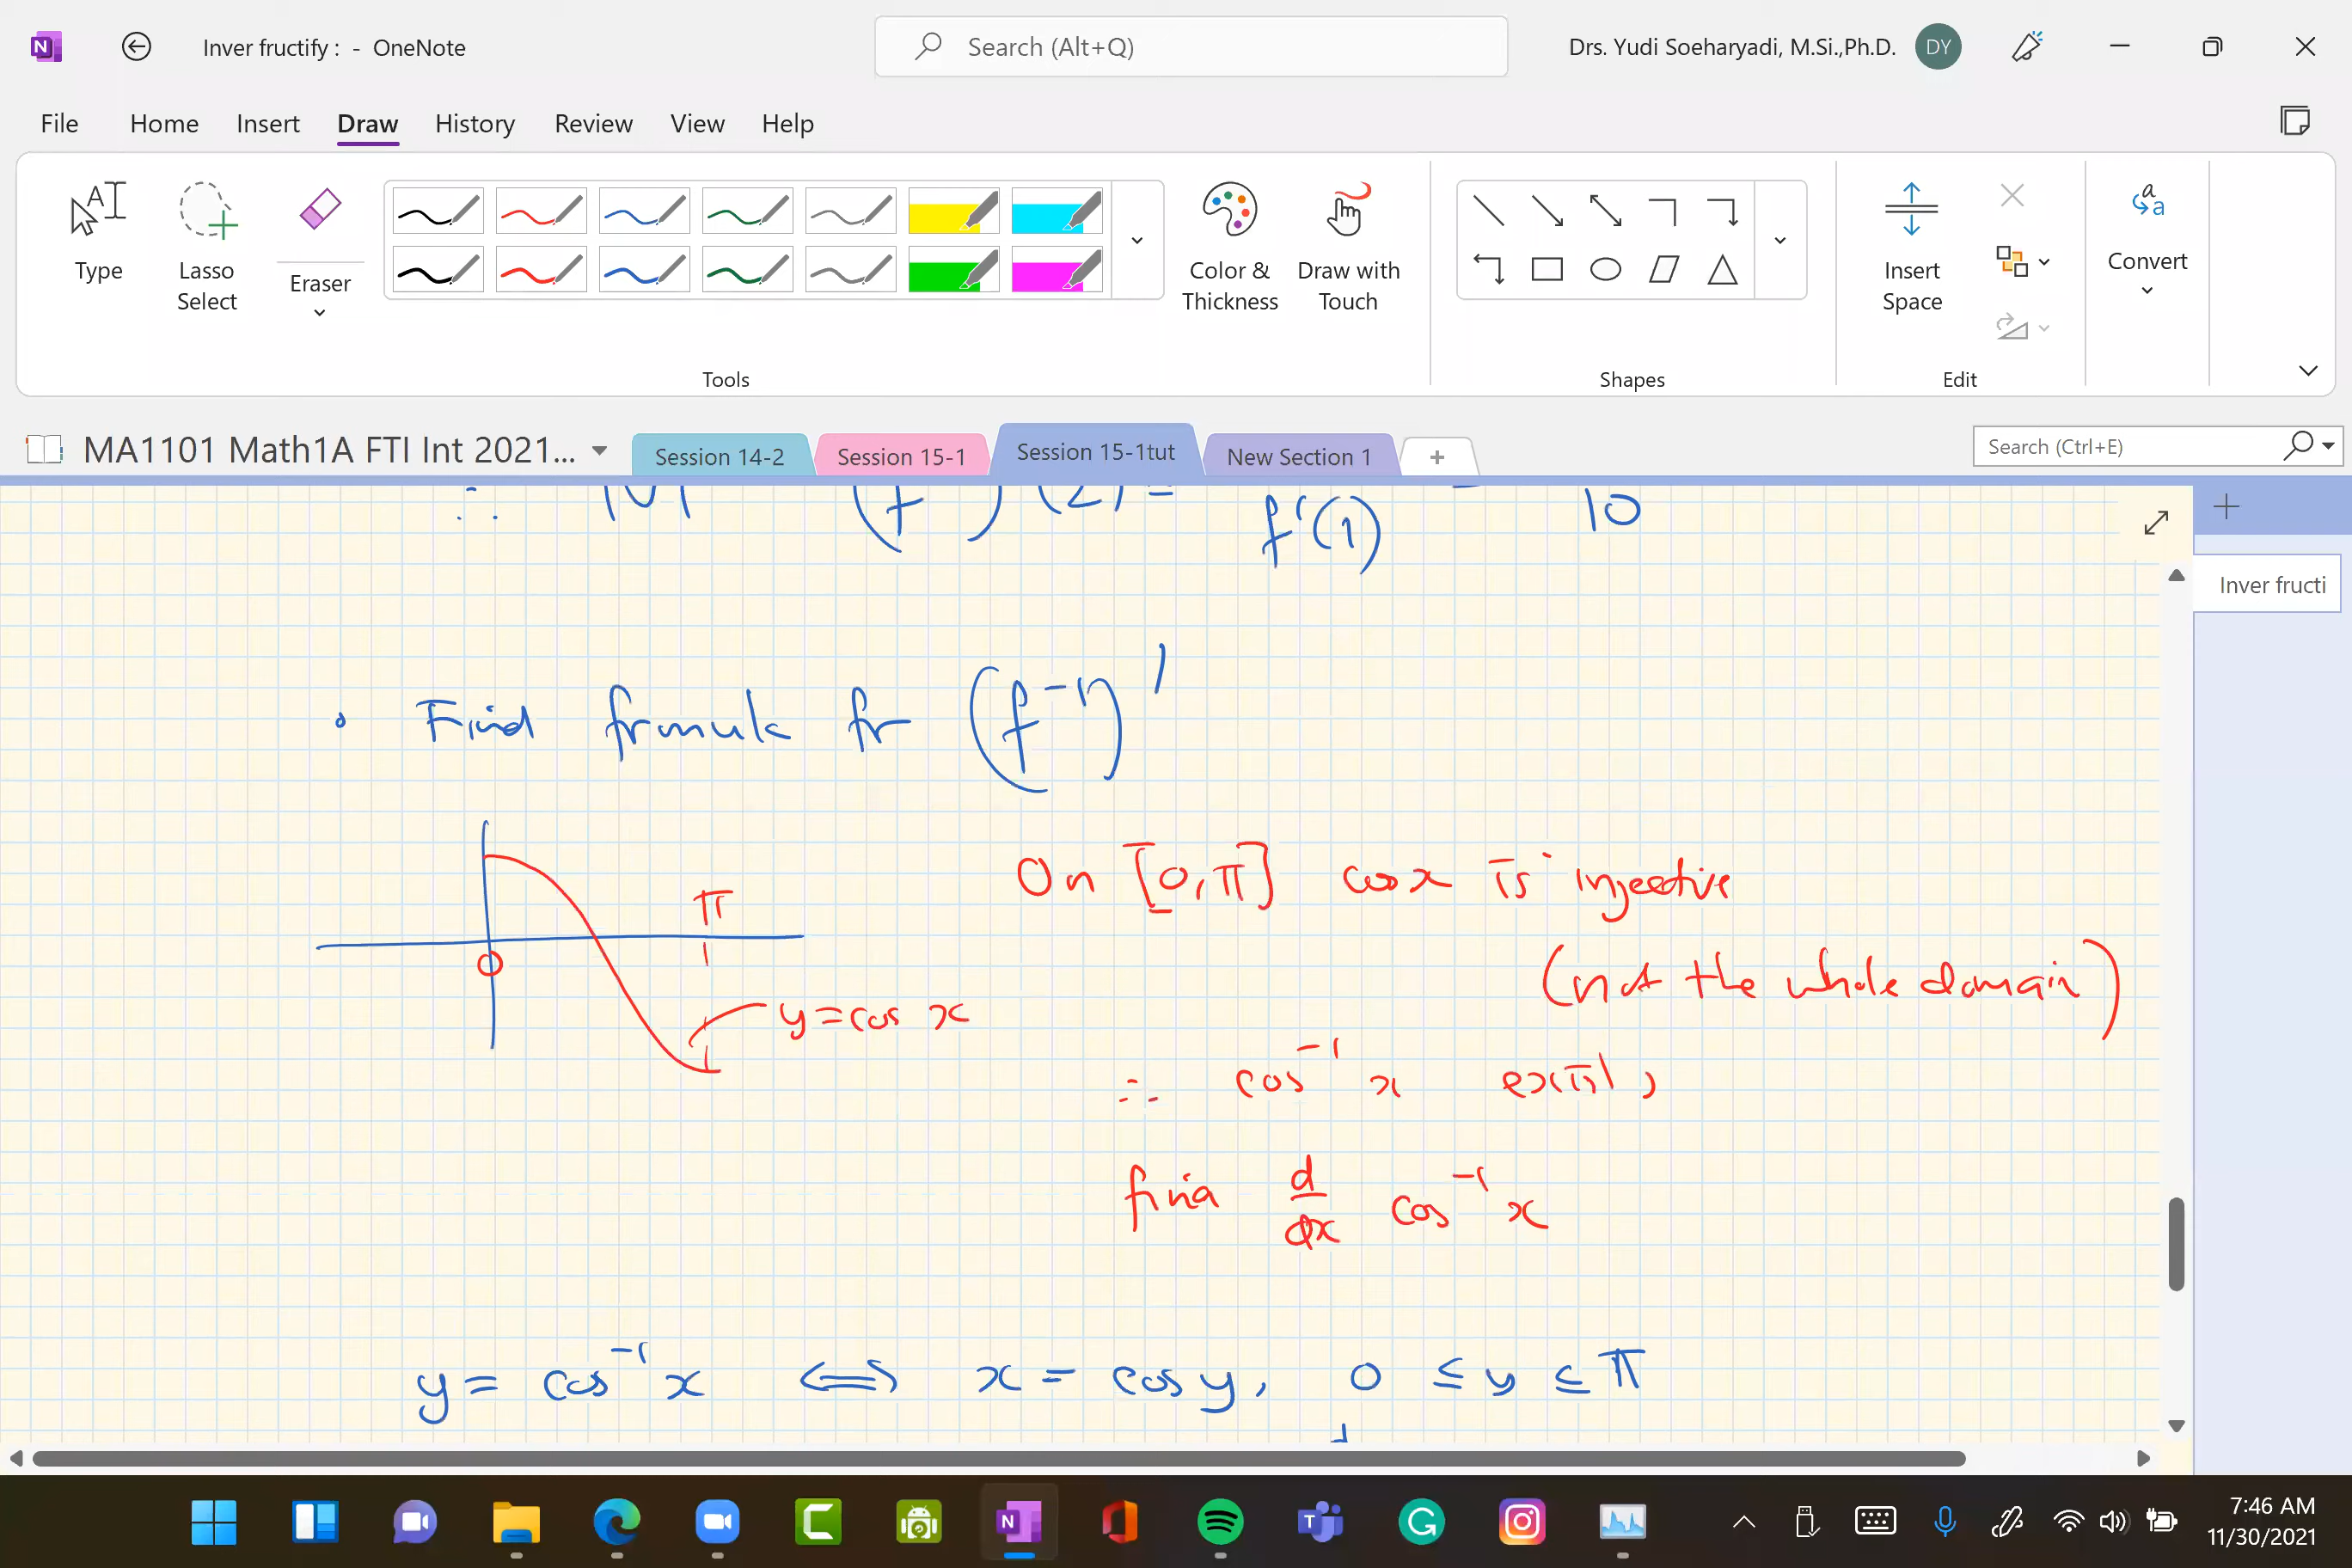 Inver fructify : - OneNote
Search (Alt+Q)
Drs. Yudi Soeharyadi, M.Si.,Ph.D.
DY
File Home Insert Draw History Review View Help
Type
Lasso Select
Eraser
Color & Thickness
Draw with Touch
Insert Space
Convert
Tools
Shapes
Edit
MA1101 Math1A FTI Int 2021...
Session 14-2
Session 15-1
Session 15-1tut
New Section 1
+
Search (Ctrl+E)
Inver fructi
f'(1) 10
• Find formula for (f⁻¹)'
π
0
y = cos x
On [0, π] cos x is injective
(not the whole domain)
∴ cos⁻¹ x exist,
find d/dx cos⁻¹ x
y = cos⁻¹ x ⟺ x = cos y, 0 ≤ y ≤ π
7:46 AM
11/30/2021